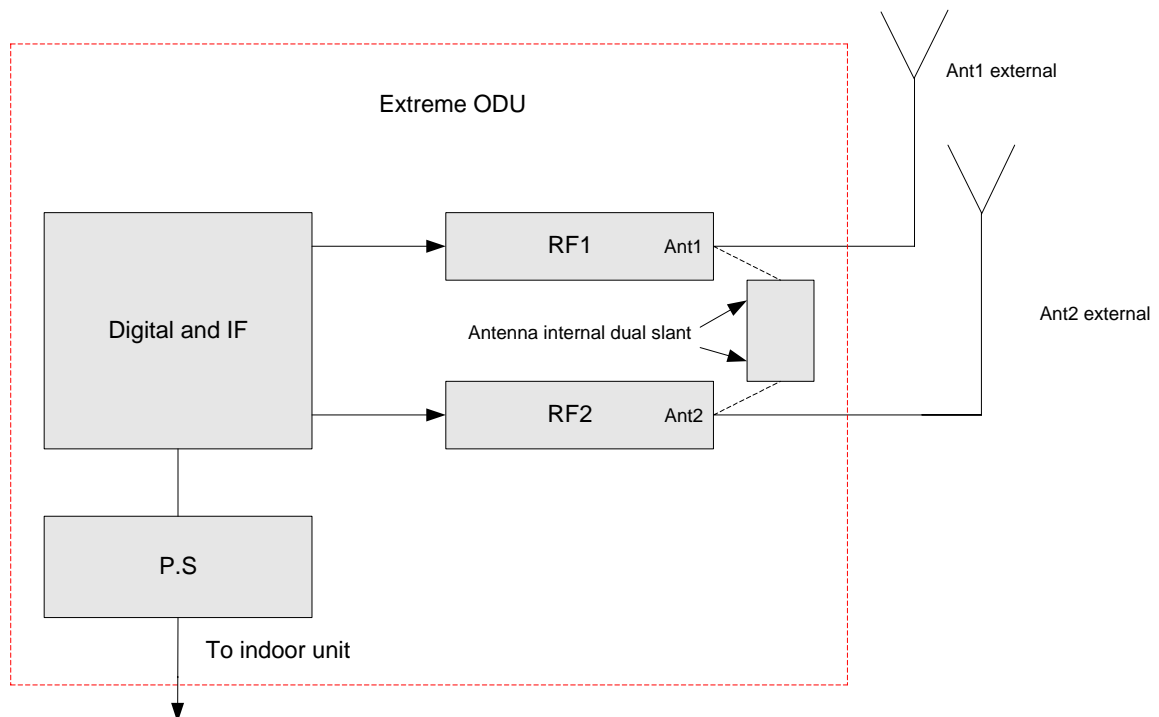 Ant1 external
Extreme ODU
RF1
Ant1
Digital and IF
Antenna internal dual slant
Ant2 external
RF2
Ant2
P.S
To indoor unit